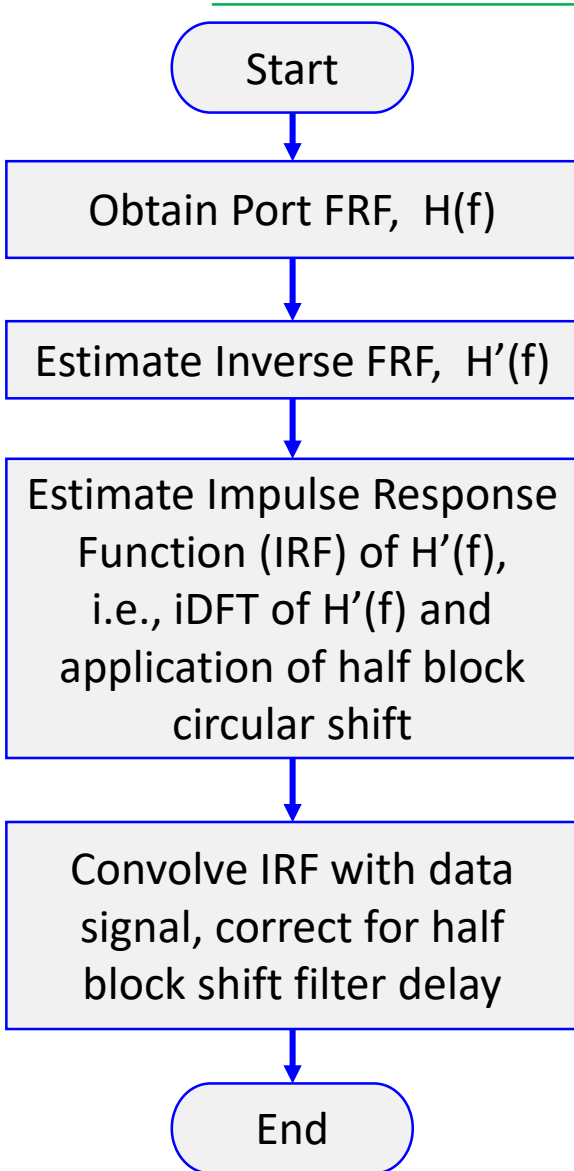 Start
Obtain Port FRF, H(f)
Estimate Inverse FRF, H’(f)
Estimate Impulse Response
Function (IRF) of H’(f),
i.e., iDFT of H’(f) and
application of half block
circular shift
Convolve IRF with data
signal, correct for half
block shift filter delay
End